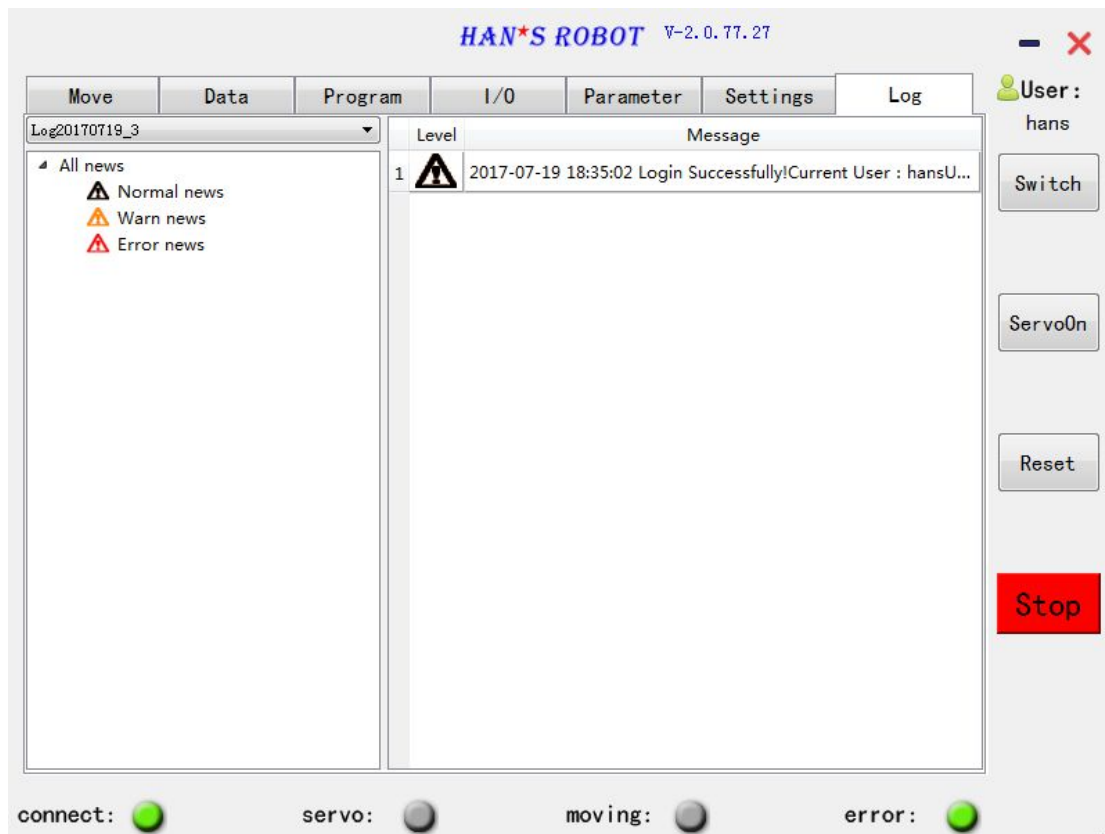 HAN★S ROBOT V-2.0.77.27
Move Data Program I/O Parameter Settings Log
User:
hans
Log20170719_3
Level Message
All news
Normal news
Warn news
Error news
1 2017-07-19 18:35:02 Login Successfully!Current User : hansU...
Switch
ServoOn
Reset
Stop
connect: servo: moving: error: